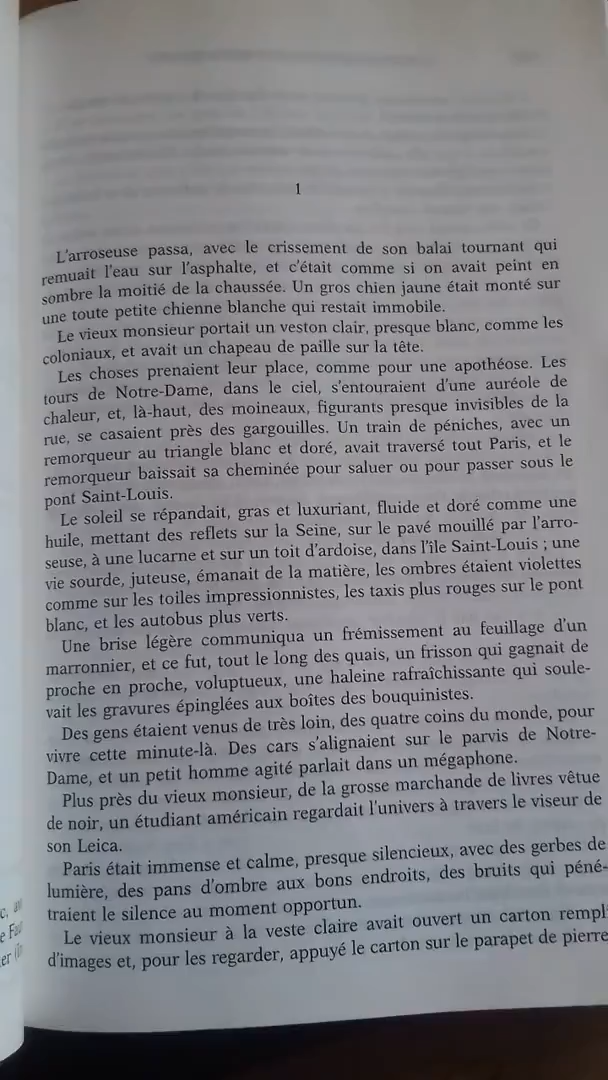 1
L'arroseuse passa, avec le crissement de son balai tournant qui
remuait l'eau sur l'asphalte, et c'était comme si on avait peint en
sombre la moitié de la chaussée. Un gros chien jaune était monté sur
une toute petite chienne blanche qui restait immobile.
Le vieux monsieur portait un veston clair, presque blanc, comme les
coloniaux, et avait un chapeau de paille sur la tête.
Les choses prenaient leur place, comme pour une apothéose. Les
tours de Notre-Dame, dans le ciel, s'entouraient d'une auréole de
chaleur, et, là-haut, des moineaux, figurants presque invisibles de la
rue, se casaient près des gargouilles. Un train de péniches, avec un
remorqueur au triangle blanc et doré, avait traversé tout Paris, et le
remorqueur baissait sa cheminée pour saluer ou pour passer sous le
pont Saint-Louis.
Le soleil se répandait, gras et luxuriant, fluide et doré comme une
huile, mettant des reflets sur la Seine, sur le pavé mouillé par l'arro-
seuse, à une lucarne et sur un toit d'ardoise, dans l'île Saint-Louis ; une
vie sourde, juteuse, émanait de la matière, les ombres étaient violettes
comme sur les toiles impressionnistes, les taxis plus rouges sur le pont
blanc, et les autobus plus verts.
Une brise légère communiqua un frémissement au feuillage d'un
marronnier, et ce fut, tout le long des quais, un frisson qui gagnait de
proche en proche, voluptueux, une haleine rafraîchissante qui soule-
vait les gravures épinglées aux boîtes des bouquinistes.
Des gens étaient venus de très loin, des quatre coins du monde, pour
vivre cette minute-là. Des cars s'alignaient sur le parvis de Notre-
Dame, et un petit homme agité parlait dans un mégaphone.
Plus près du vieux monsieur, de la grosse marchande de livres vêtue
de noir, un étudiant américain regardait l'univers à travers le viseur de
son Leica.
Paris était immense et calme, presque silencieux, avec des gerbes de
lumière, des pans d'ombre aux bons endroits, des bruits qui péné-
traient le silence au moment opportun.
Le vieux monsieur à la veste claire avait ouvert un carton rempli
d'images et, pour les regarder, appuyé le carton sur le parapet de pierre